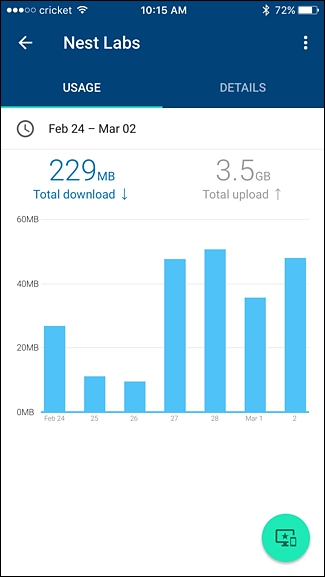 cricket 10:15 AM 72%
Nest Labs
USAGE DETAILS
Feb 24 – Mar 02
229MB 3.5GB
Total download ↓ Total upload ↑
60MB
40MB
20MB
0MB
Feb 24 25 26 27 28 Mar 1 2